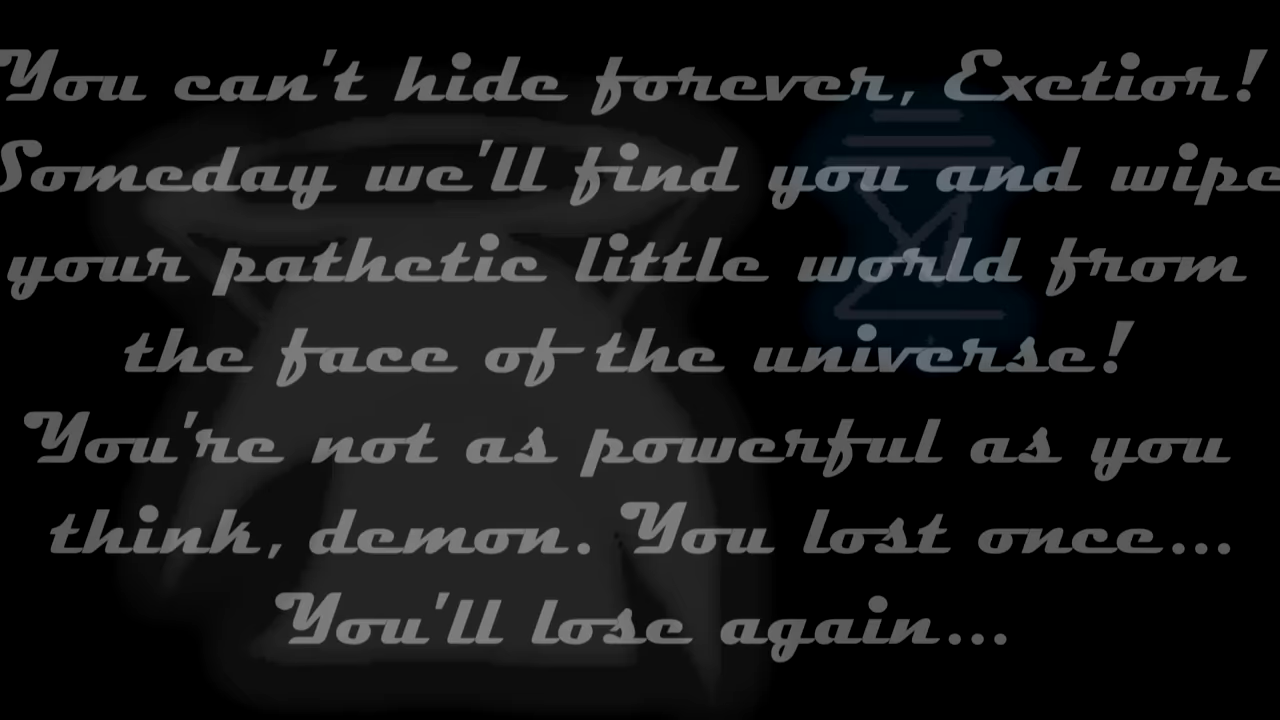 You can't hide forever, Exetior!
Someday we'll find you and wipe
your pathetic little world from
the face of the universe!
You're not as powerful as you
think, demon. You lost once...
You'll lose again...